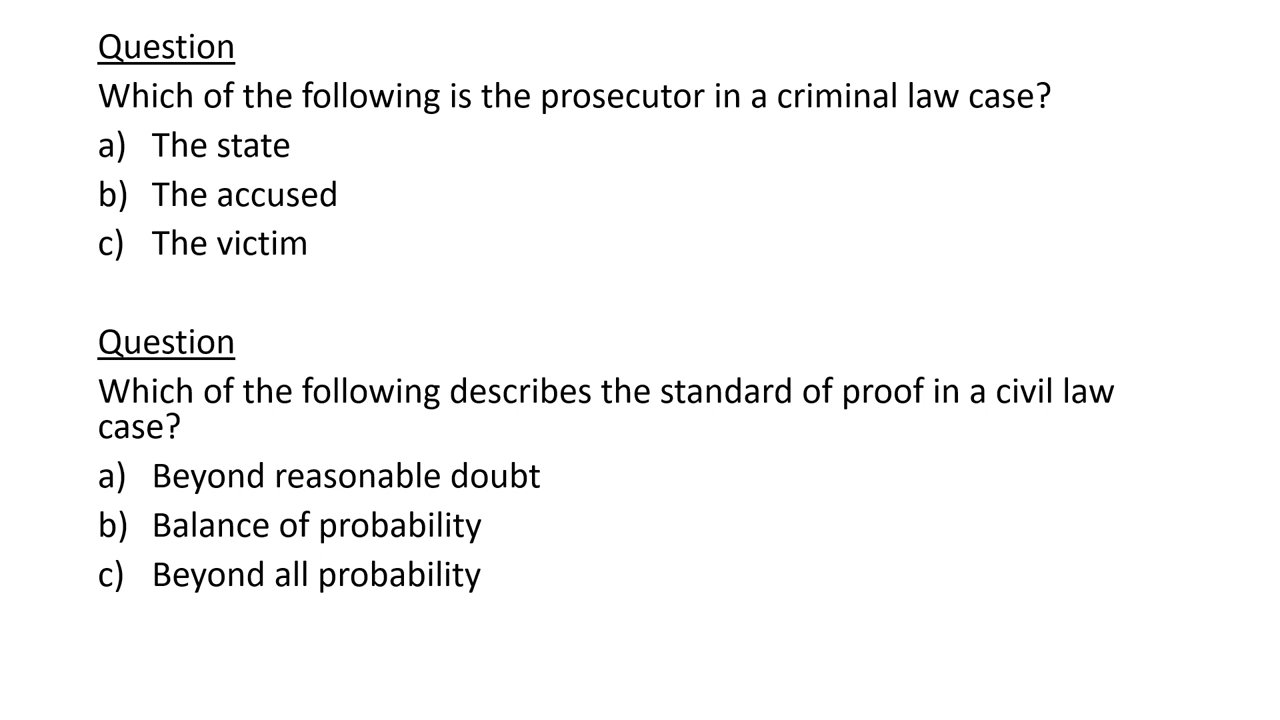 Question
Which of the following is the prosecutor in a criminal law case?
a) The state
b) The accused
c) The victim
Question
Which of the following describes the standard of proof in a civil law
case?
a) Beyond reasonable doubt
b) Balance of probability
c) Beyond all probability